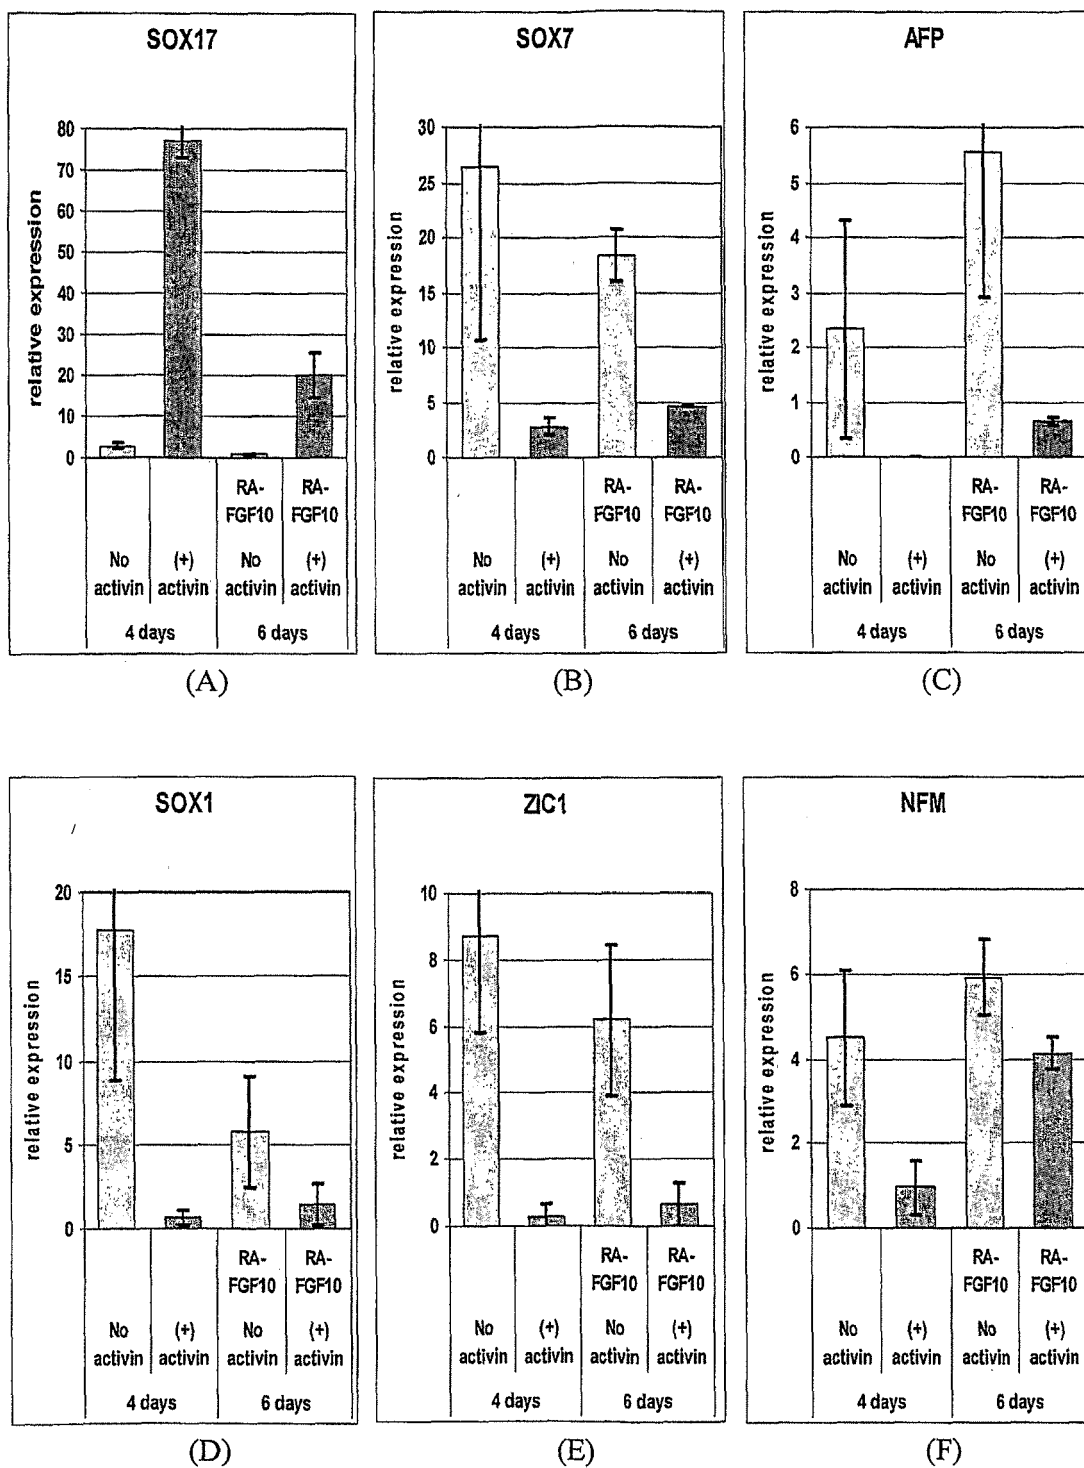 SOX17
80
70
60
50
40
30
20
10
0
relative expression
RA- RA-
FGF10 FGF10
No (+) No (+)
activin activin activin activin
4 days 6 days
(A)
SOX7
30
25
20
15
10
5
0
relative expression
RA- RA-
FGF10 FGF10
No (+) No (+)
activin activin activin activin
4 days 6 days
(B)
AFP
6
5
4
3
2
1
0
relative expression
RA- RA-
FGF10 FGF10
No (+) No (+)
activin activin activin activin
4 days 6 days
(C)
SOX1
20
15
10
5
0
relative expression
RA- RA-
FGF10 FGF10
No (+) No (+)
activin activin activin activin
4 days 6 days
(D)
ZIC1
10
8
6
4
2
0
relative expression
RA- RA-
FGF10 FGF10
No (+) No (+)
activin activin activin activin
4 days 6 days
(E)
NFM
8
6
4
2
0
relative expression
RA- RA-
FGF10 FGF10
No (+) No (+)
activin activin activin activin
4 days 6 days
(F)